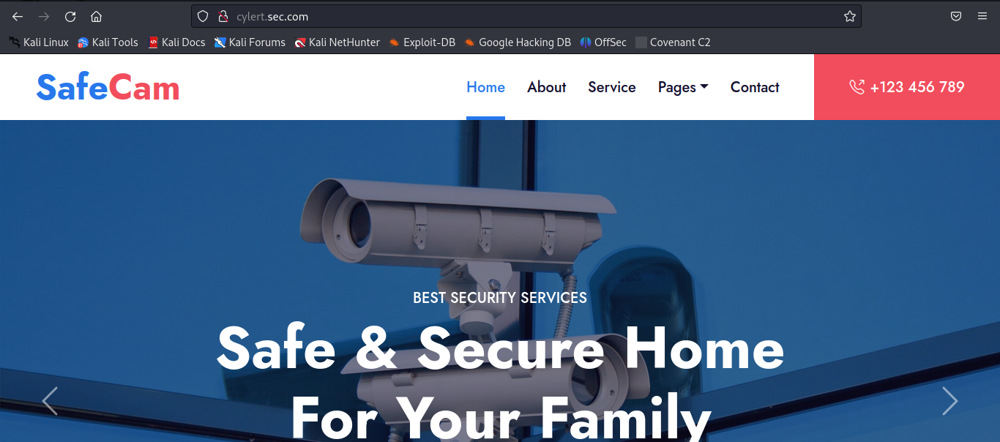 cylert.sec.com
Kali Linux Kali Tools Kali Docs Kali Forums Kali NetHunter Exploit-DB Google Hacking DB OffSec Covenant C2
SafeCam Home About Service Pages Contact +123 456 789
BEST SECURITY SERVICES
Safe & Secure Home
For Your Family